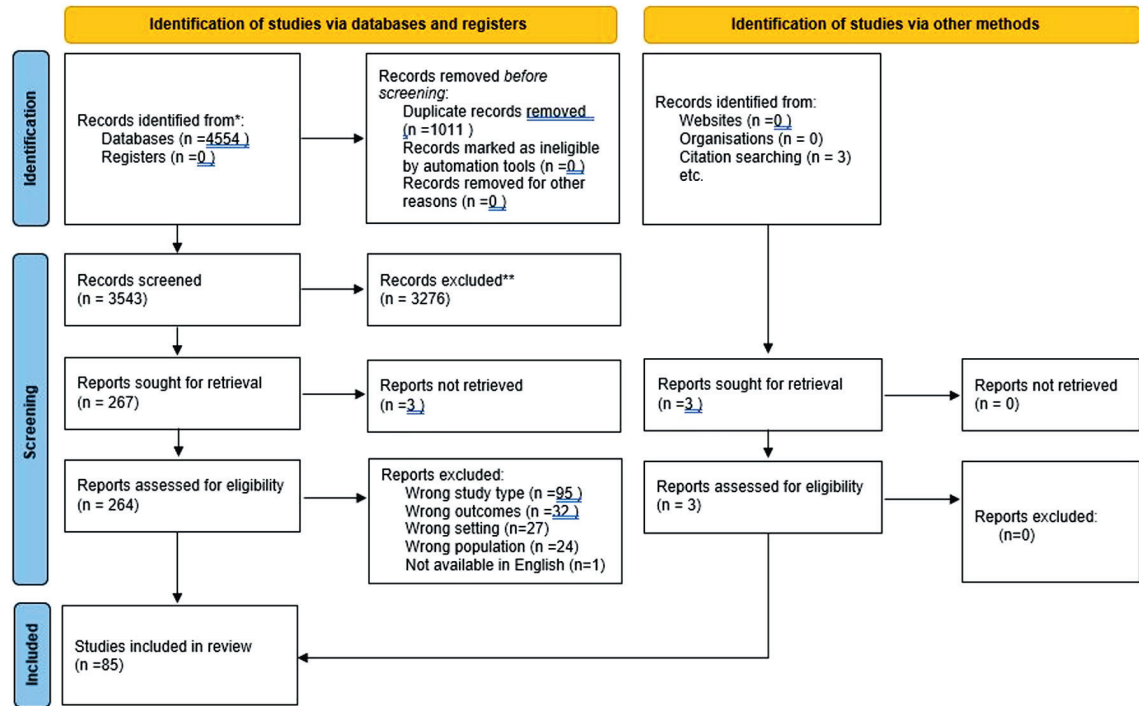 Identification of studies via databases and registers
Identification of studies via other methods
Identification
Records identified from*:
Databases (n =4554 )
Registers (n =0 )
Records removed before
screening:
Duplicate records removed
(n =1011 )
Records marked as ineligible
by automation tools (n =0 )
Records removed for other
reasons (n =0 )
Records identified from:
Websites (n =0 )
Organisations (n = 0)
Citation searching (n = 3)
etc.
Screening
Records screened
(n = 3543)
Records excluded**
(n = 3276)
Reports sought for retrieval
(n = 267)
Reports not retrieved
(n =3 )
Reports sought for retrieval
(n =3 )
Reports not retrieved
(n = 0)
Reports assessed for eligibility
(n = 264)
Reports excluded:
Wrong study type (n =95 )
Wrong outcomes (n =32 )
Wrong setting (n=27)
Wrong population (n =24)
Not available in English (n=1)
Reports assessed for eligibility
(n = 3)
Reports excluded:
(n=0)
Included
Studies included in review
(n =85)